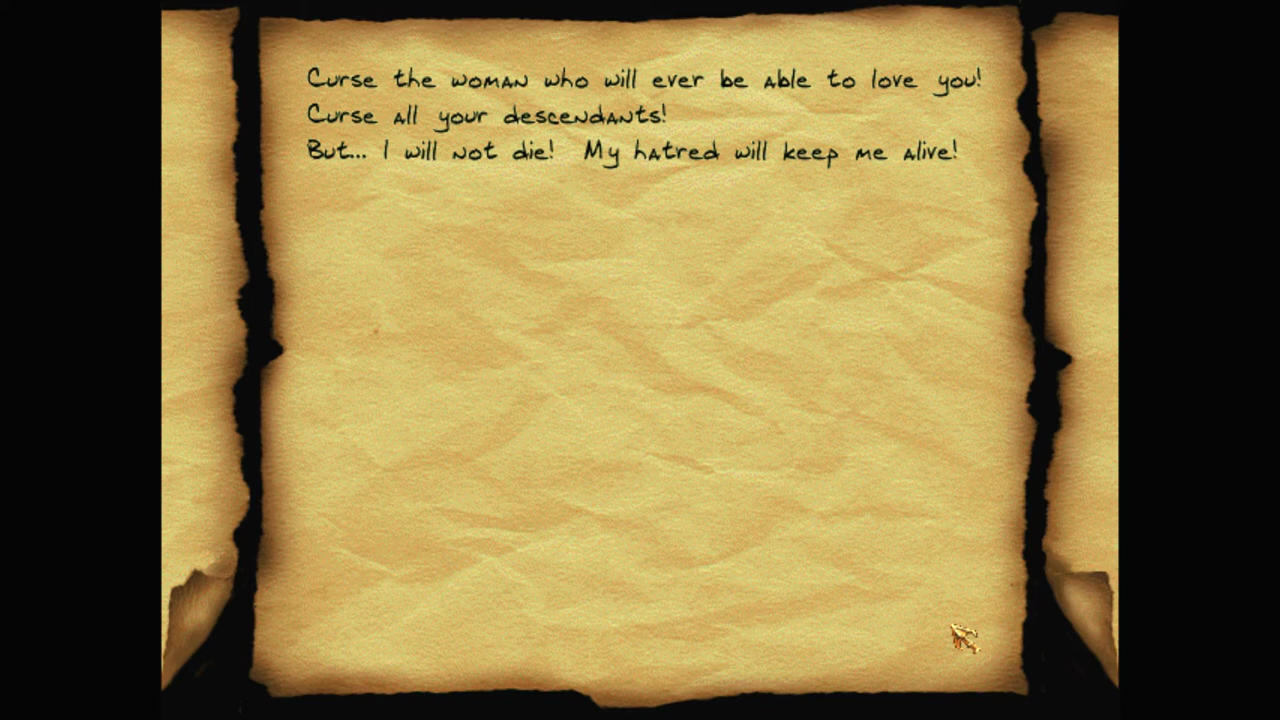 Curse the woman who will ever be able to love you!
Curse all your descendants!
But... I will not die! My hatred will keep me alive!